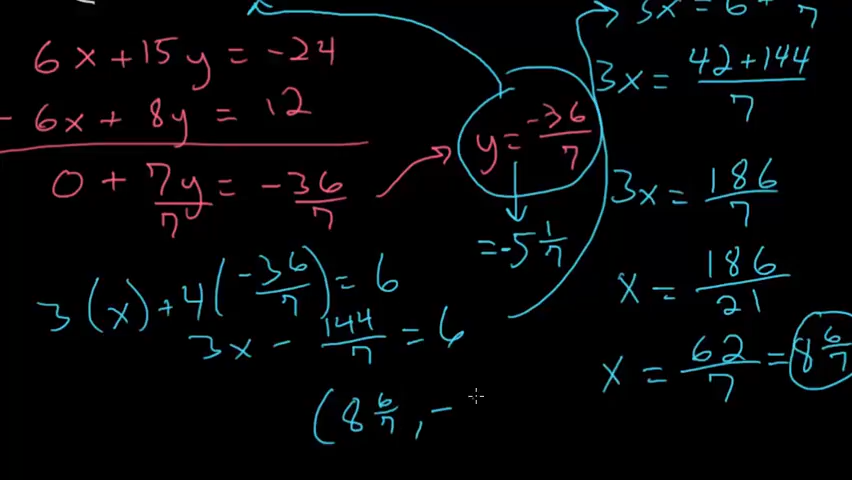 6x + 15y = -24
- 6x + 8y = 12
0 + 7y/7 = -36/7
y = -36/7
= -5 1/7
3(x) + 4(-36/7) = 6
3x - 144/7 = 6
(8 6/7, -
3x = 6 + 7
3x = 42 + 144/7
3x = 186/7
x = 186/21
x = 62/7 = 8 6/7